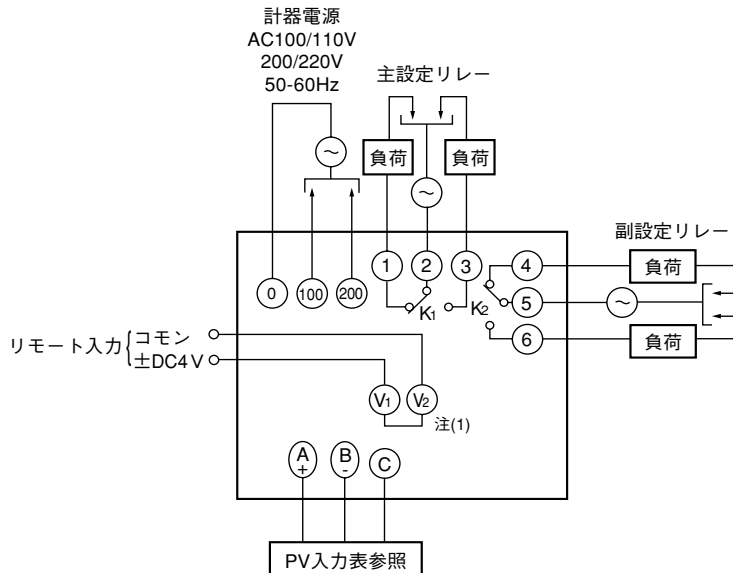 計器電源
AC100/110V
200/220V
50-60Hz
主設定リレー
負荷
負荷
副設定リレー
0
100
200
1
2
3
K1
K2
4
5
6
負荷
負荷
リモート入力
コモン
±DC4V
V1
V2
注(1)
A
+
B
-
C
PV入力表参照